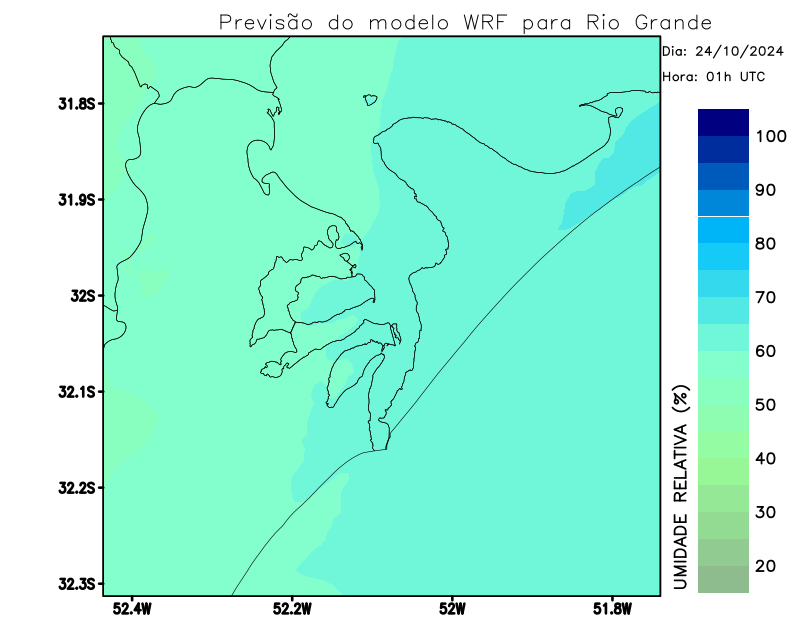 Previsão do modelo WRF para Rio Grande
Dia: 24/10/2024
Hora: 01h UTC
31.8S
31.9S
32S
32.1S
32.2S
32.3S
52.4W
52.2W
52W
51.8W
UMIDADE RELATIVA (%)
100
90
80
70
60
50
40
30
20